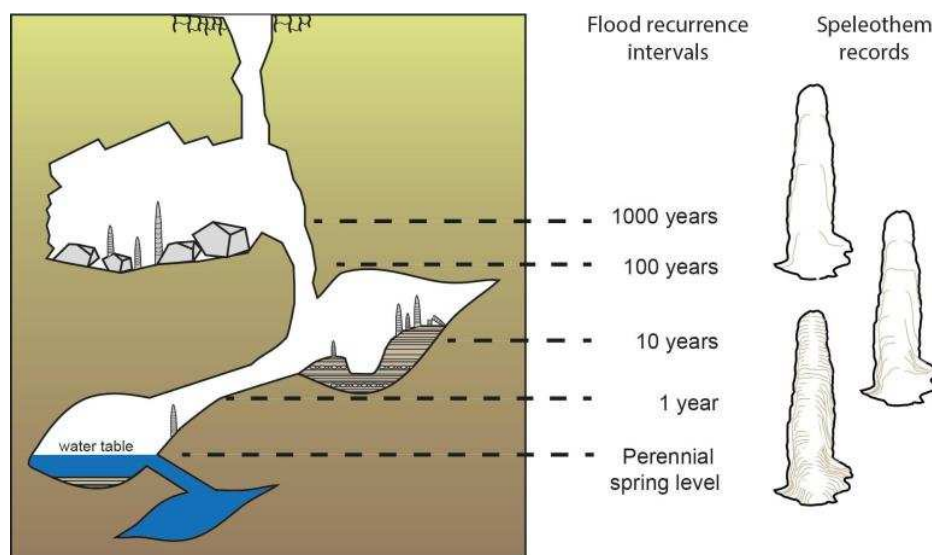 Flood recurrence
intervals
Speleothem
records
1000 years
100 years
10 years
1 year
water table
Perennial
spring level